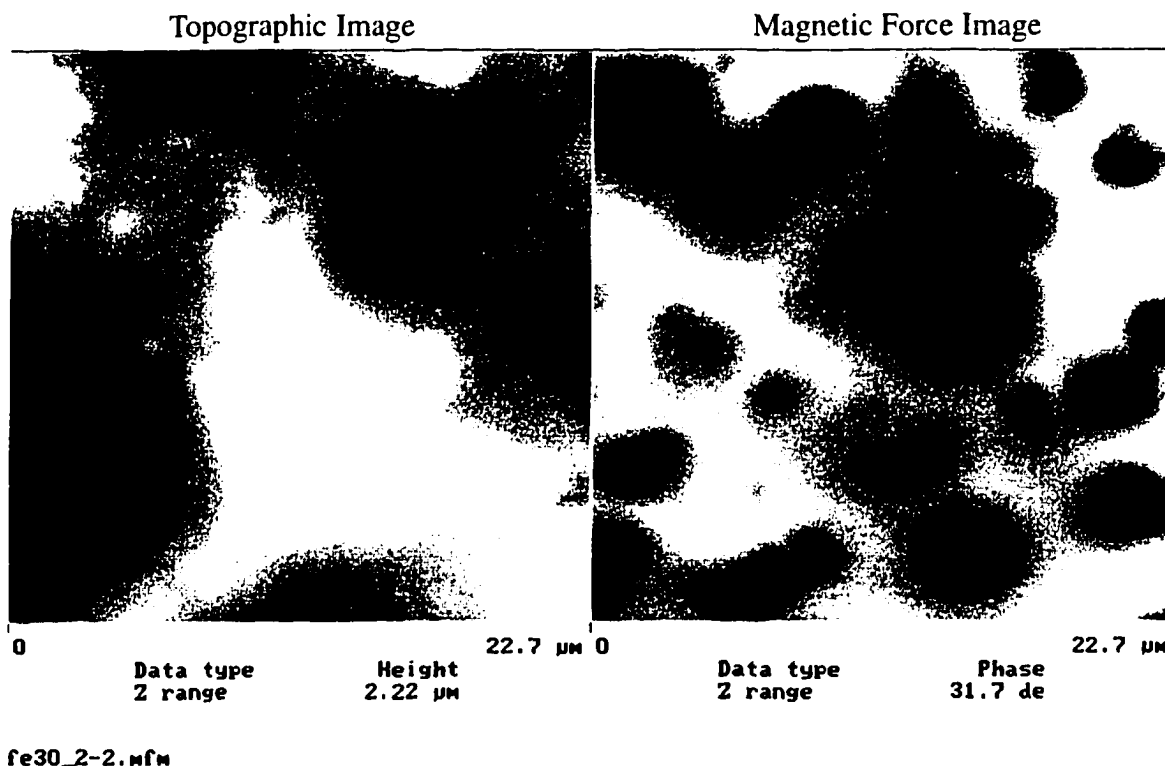 Topographic Image Magnetic Force Image
0 22.7 µm 0 22.7 µm
Data type Height Data type Phase
Z range 2.22 µm Z range 31.7 de
fe30_2-2.mfm